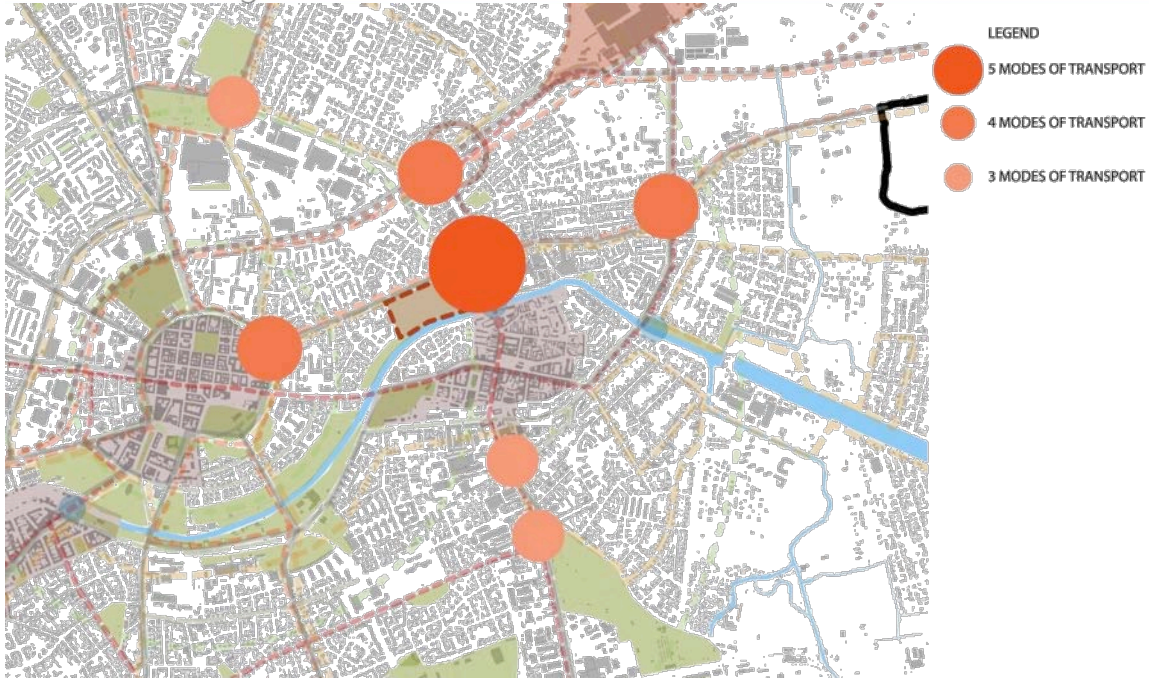 LEGEND
5 MODES OF TRANSPORT
4 MODES OF TRANSPORT
3 MODES OF TRANSPORT